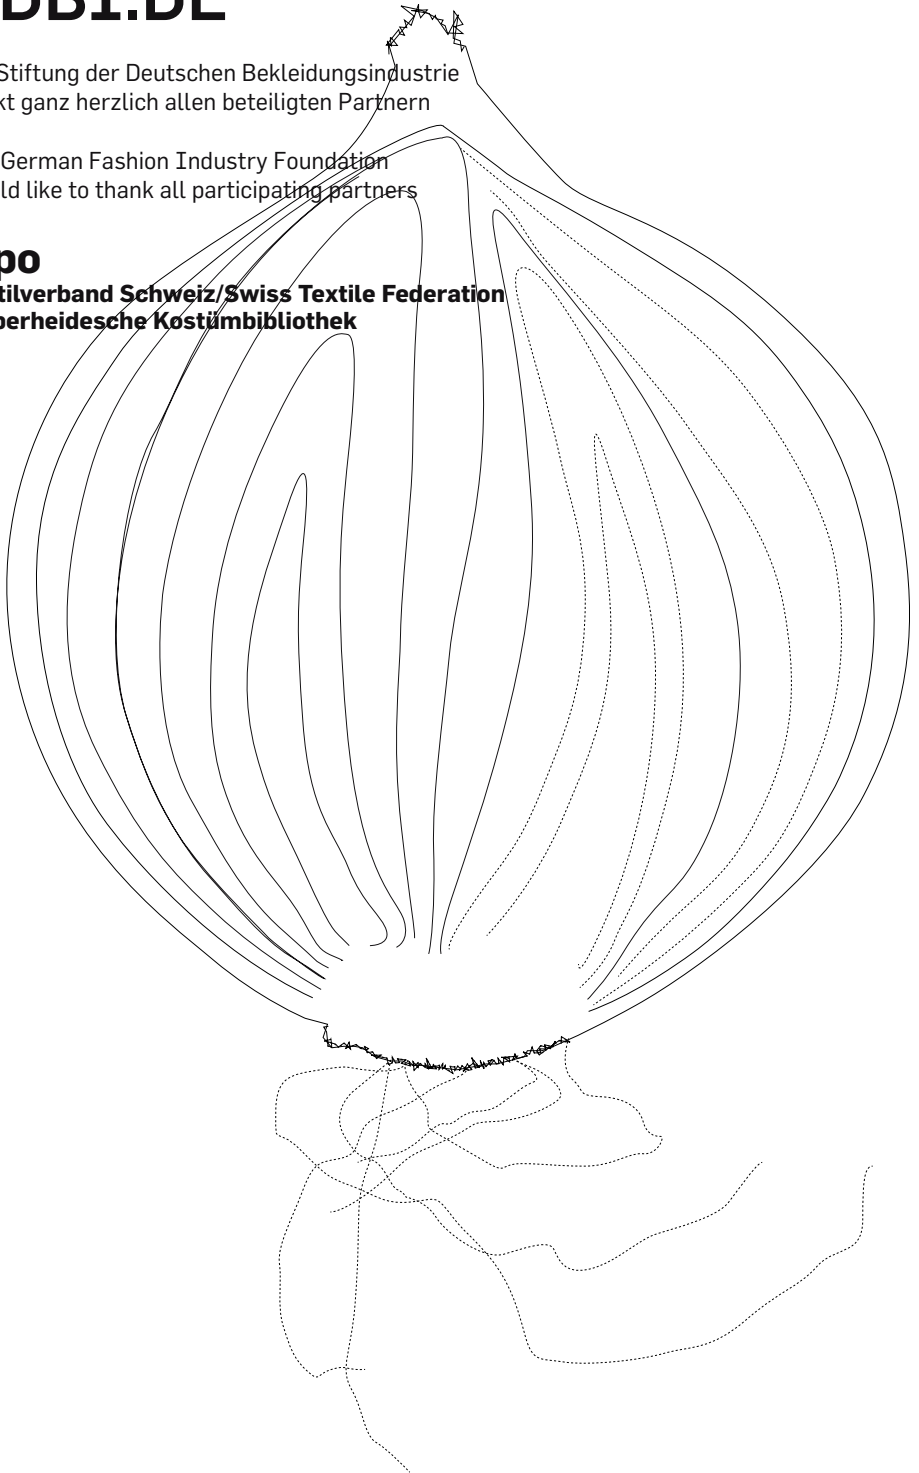 DBI.DE
Stiftung der Deutschen Bekleidungsindustrie
kt ganz herzlich allen beteiligten Partnern
German Fashion Industry Foundation
ld like to thank all participating partners
po
tilverband Schweiz/Swiss Textile Federation
perheidesche Kostümbibliothek